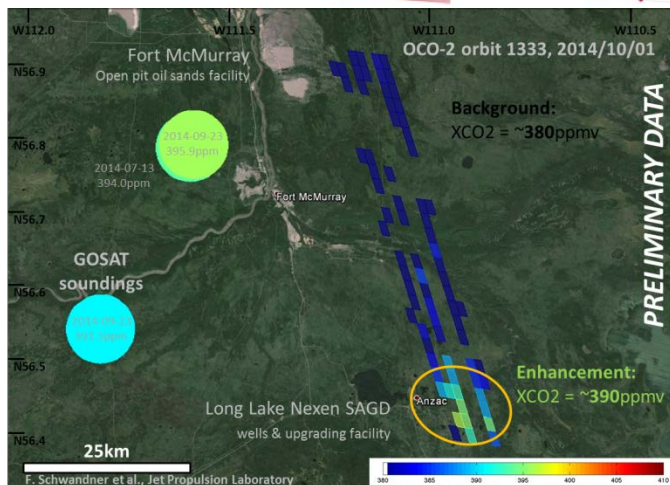 W112.0
W111.5
W111.0
W110.5
Fort McMurray
Open pit oil sands facility
OCO-2 orbit 1333, 2014/10/01
N56.9
Background:
XCO2 = ~380ppmv
N56.8
2014-09-23
395.9ppm
2014-07-13
394.0ppm
PRELIMINARY DATA
N56.7
Fort McMurray
GOSAT
soundings
N56.6
N56.5
Enhancement:
XCO2 = ~390ppmv
Anzac
Long Lake Nexen SAGD
wells & upgrading facility
N56.4
25km
F. Schwandner et al., Jet Propulsion Laboratory
380
385
390
395
400
405
410